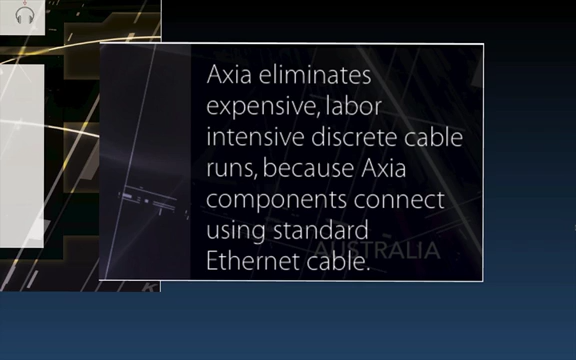 Axia eliminates
expensive, labor
intensive discrete cable
runs, because Axia
components connect
using standard
AUSTRALIA
Ethernet cable.